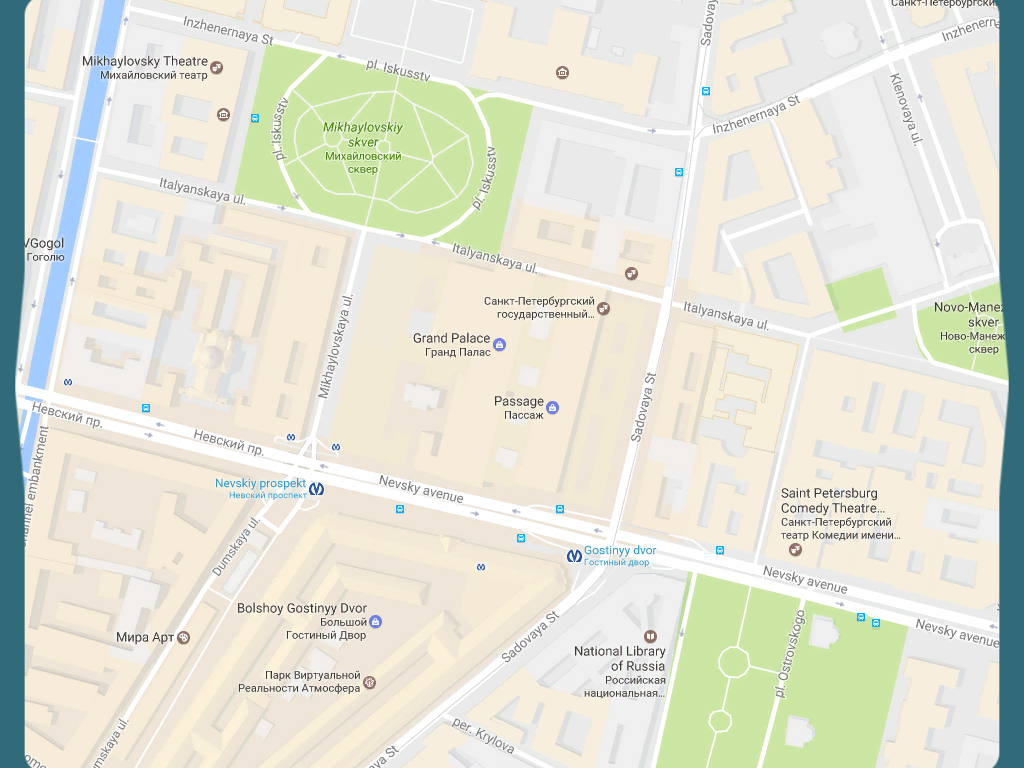 Санкт-Петербургски
Inzhenernaya St
Sadovaya
Inzhenern
Mikhaylovsky Theatre
Михайловский театр
pl. Iskusstv
Klenovaya ul.
Inzhenernaya St
pl. Iskusstv
Mikhaylovskiy
skver
Михайловский
сквер
pl. Iskusstv
Italyanskaya ul.
VGogol
Гоголю
Italyanskaya ul.
Санкт-Петербургский
государственный...
Italyanskaya ul.
Novo-Manez
skver
Ново-Манеж
сквер
Grand Palace
Гранд Палас
Mikhaylovskaya ul.
Passage
Пассаж
Sadovaya St
Невский пр.
Невский пр.
Nevskiy prospekt
Невский проспект
Nevsky avenue
Saint Petersburg
Comedy Theatre...
Санкт-Петербургский
театр Комедии имени...
channel embankment
Dumskaya ul.
Gostinyy dvor
Гостиный двор
Nevsky avenue
Nevsky avenue
Bolshoy Gostinyy Dvor
Большой
Гостиный Двор
Мира Арт
Sadovaya St
National Library
of Russia
Российская
национальная...
pl. Ostrovskogo
Парк Виртуальной
Реальности Атмосфера
per. Krylova